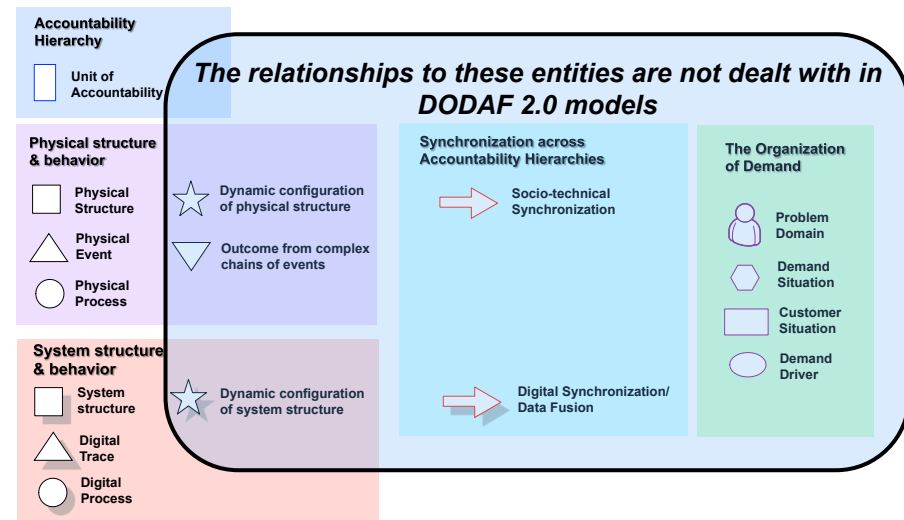 Accountability
Hierarchy
Unit of
Accountability
The relationships to these entities are not dealt with in
DODAF 2.0 models
Physical structure
& behavior
Physical
Structure
Physical
Event
Physical
Process
Dynamic configuration
of physical structure
Outcome from complex
chains of events
Synchronization across
Accountability Hierarchies
Socio-technical
Synchronization
Digital Synchronization/
Data Fusion
The Organization
of Demand
Problem
Domain
Demand
Situation
Customer
Situation
Demand
Driver
System structure
& behavior
System
structure
Digital
Trace
Digital
Process
Dynamic configuration
of system structure